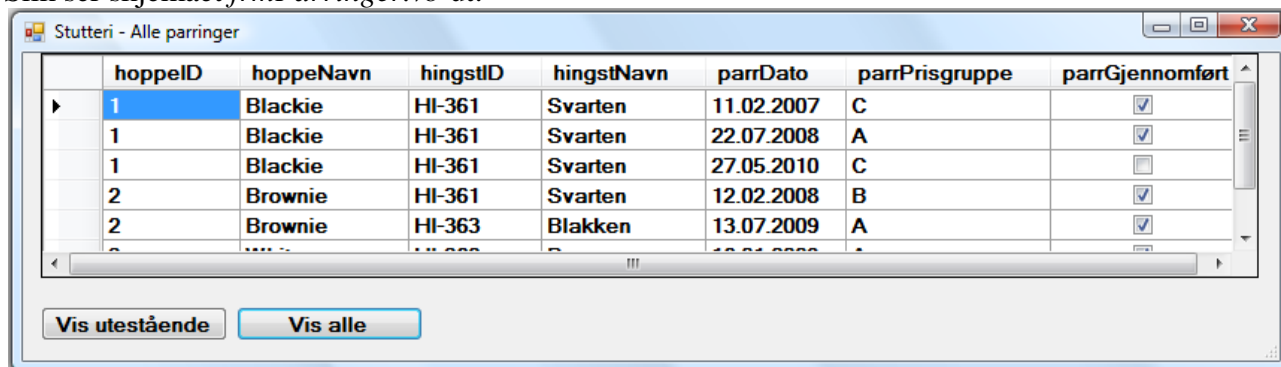 Stutteri - Alle parringer
hoppeID hoppeNavn hingstID hingstNavn parrDato parrPrisgruppe parrGjennomført
1 Blackie HI-361 Svarten 11.02.2007 C
1 Blackie HI-361 Svarten 22.07.2008 A
1 Blackie HI-361 Svarten 27.05.2010 C
2 Brownie HI-361 Svarten 12.02.2008 B
2 Brownie HI-363 Blakken 13.07.2009 A
Vis utestående Vis alle